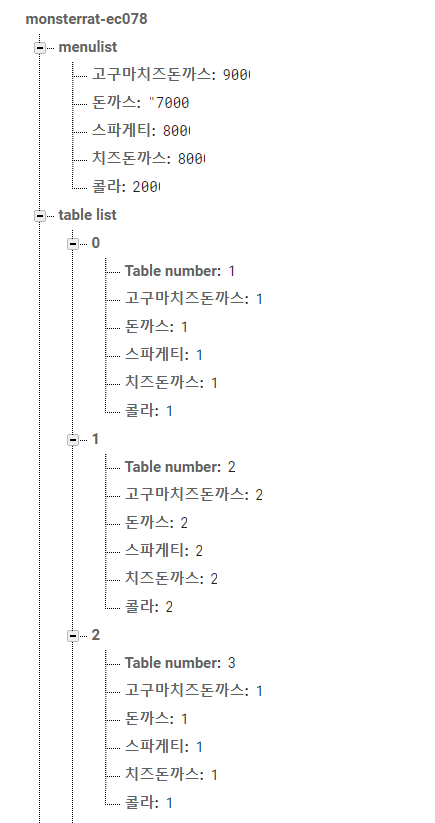 monsterrat-ec078
menulist
고구마치즈돈까스: 9000
돈까스: "7000
스파게티: 8000
치즈돈까스: 8000
콜라: 2000
table list
0
Table number: 1
고구마치즈돈까스: 1
돈까스: 1
스파게티: 1
치즈돈까스: 1
콜라: 1
1
Table number: 2
고구마치즈돈까스: 2
돈까스: 2
스파게티: 2
치즈돈까스: 2
콜라: 2
2
Table number: 3
고구마치즈돈까스: 1
돈까스: 1
스파게티: 1
치즈돈까스: 1
콜라: 1